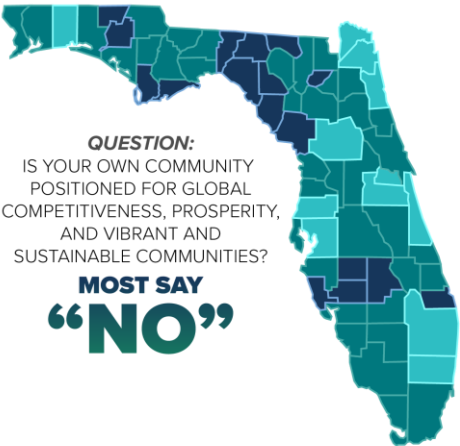 QUESTION:
IS YOUR OWN COMMUNITY
POSITIONED FOR GLOBAL
COMPETITIVENESS, PROSPERITY,
AND VIBRANT AND
SUSTAINABLE COMMUNITIES?
MOST SAY
“NO”